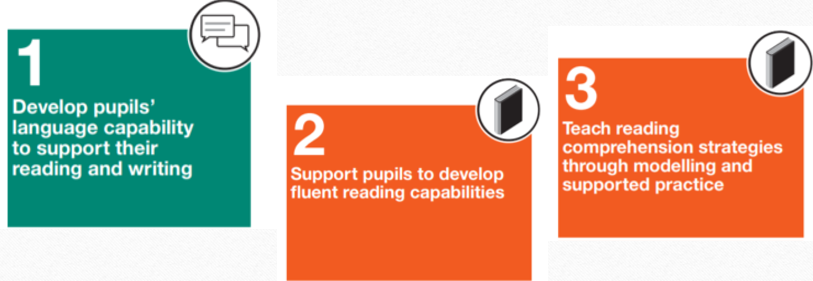 1
Develop pupils'
language capability
to support their
reading and writing
2
Support pupils to develop
fluent reading capabilities
3
Teach reading
comprehension strategies
through modelling and
supported practice